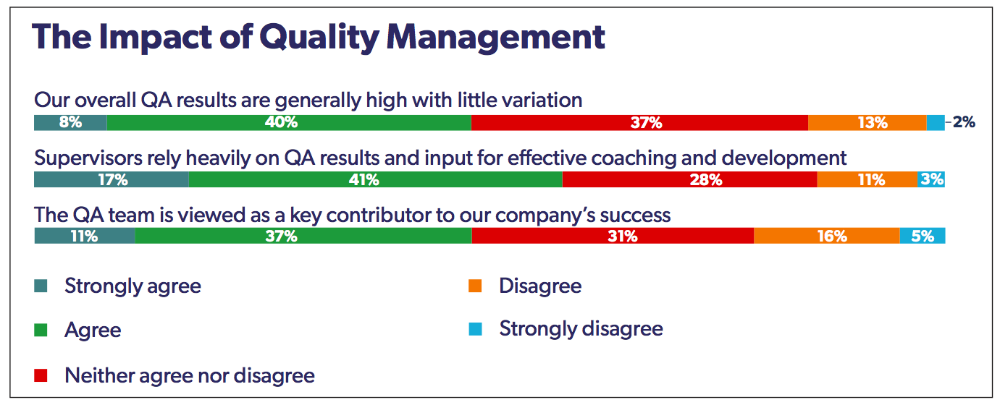 The Impact of Quality Management
Our overall QA results are generally high with little variation
8% 40% 37% 13% 2%
Supervisors rely heavily on QA results and input for effective coaching and development
17% 41% 28% 11% 3%
The QA team is viewed as a key contributor to our company’s success
11% 37% 31% 16% 5%
Strongly agree
Agree
Neither agree nor disagree
Disagree
Strongly disagree